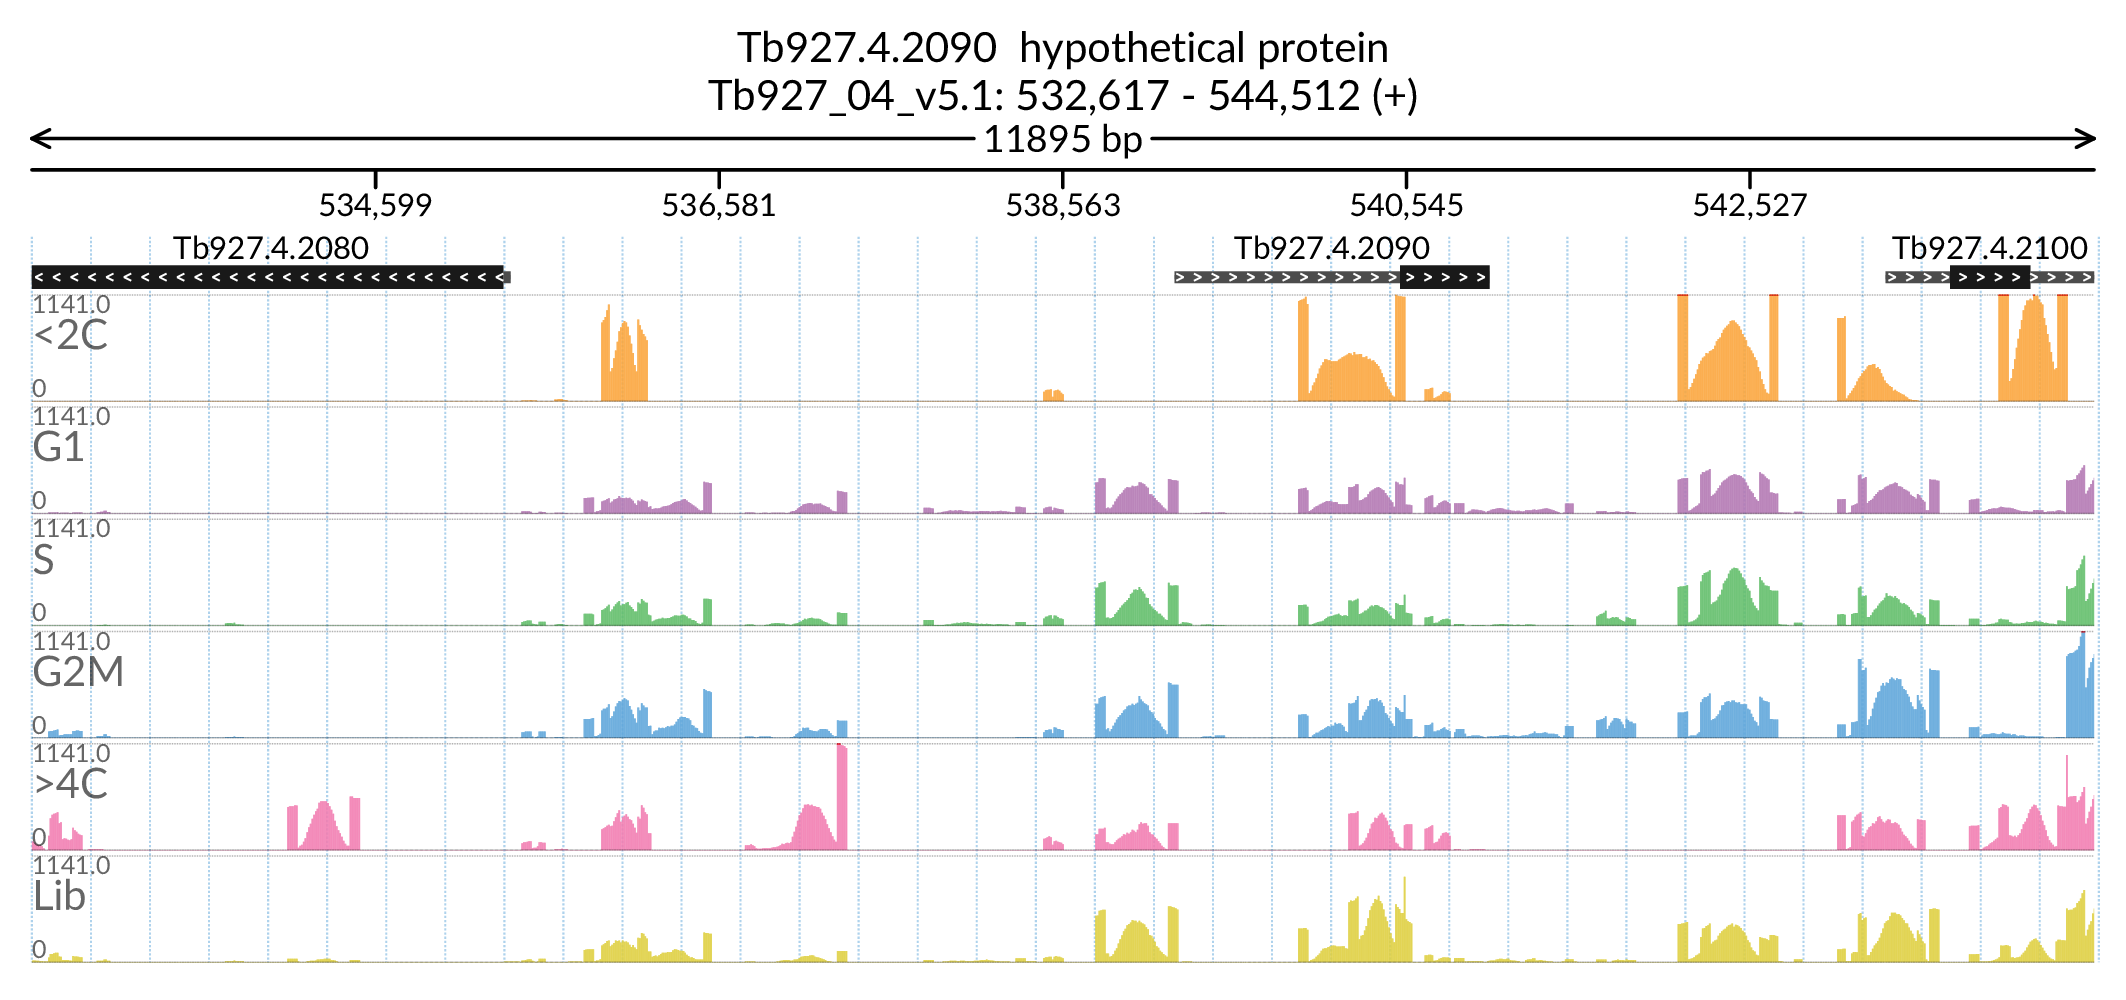 Tb927.4.2090  hypothetical protein
Tb927_04_v5.1: 532,617 - 544,512 (+)
11895 bp
534,599 536,581 538,563 540,545 542,527
Tb927.4.2080 Tb927.4.2090 Tb927.4.2100
1141.0
<2C
0
1141.0
G1
0
1141.0
S
0
1141.0
G2M
0
1141.0
>4C
0
1141.0
Lib
0